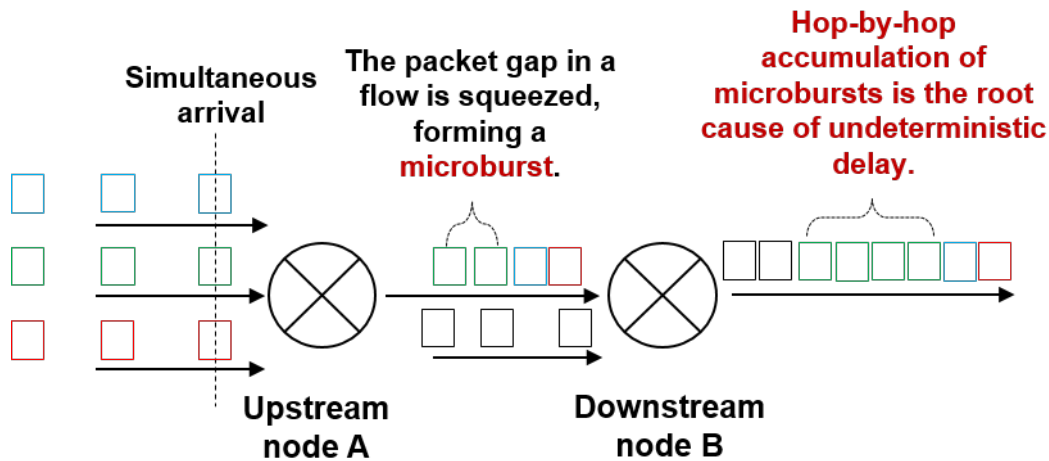 Simultaneous
arrival
The packet gap in a
flow is squeezed,
forming a
microburst.
Hop-by-hop
accumulation of
microbursts is the root
cause of undeterministic
delay.
Upstream
node A
Downstream
node B